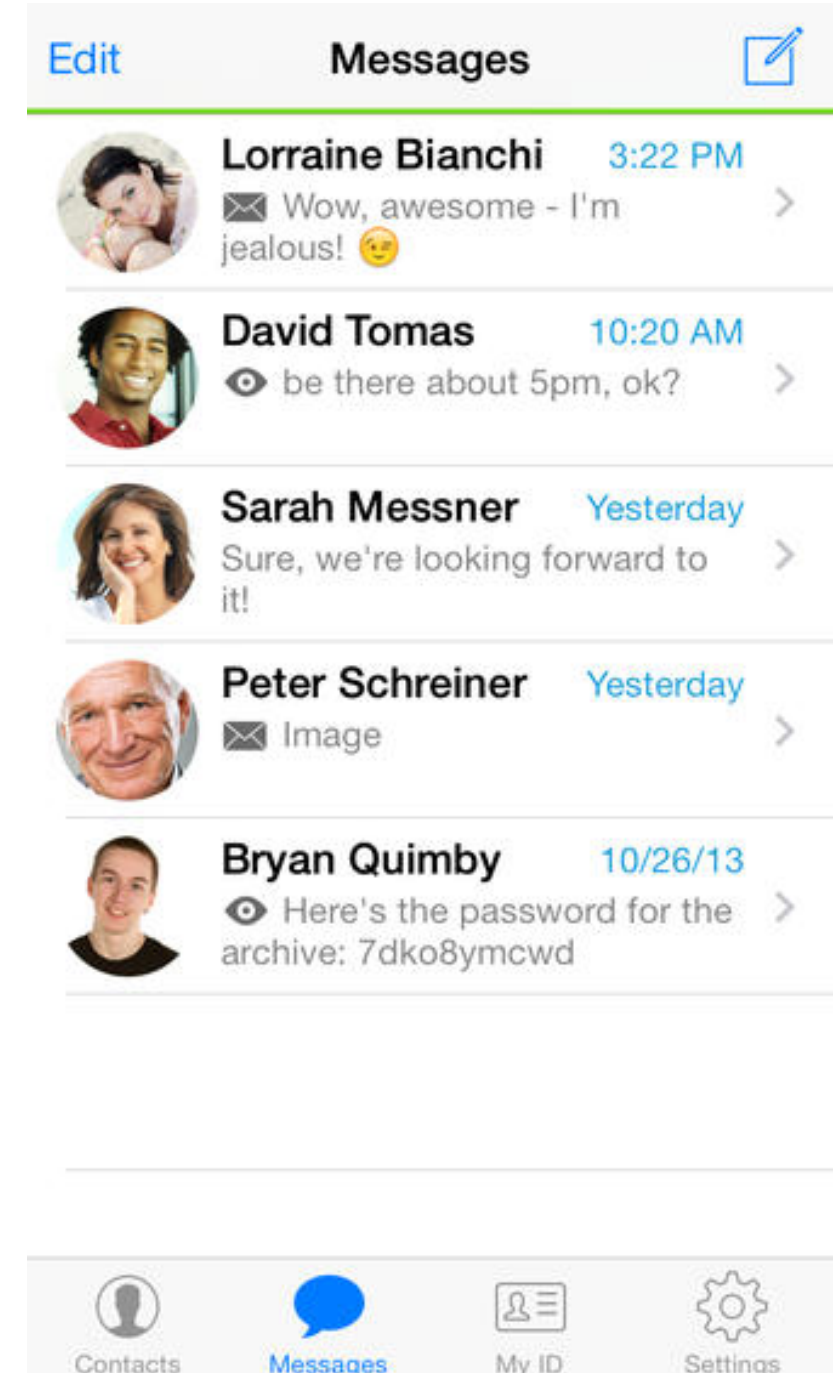 Edit Messages
Lorraine Bianchi 3:22 PM
Wow, awesome - I'm
jealous! 😉
David Tomas 10:20 AM
be there about 5pm, ok?
Sarah Messner Yesterday
Sure, we're looking forward to
it!
Peter Schreiner Yesterday
Image
Bryan Quimby 10/26/13
Here's the password for the
archive: 7dko8ymcwd
Contacts Messages My ID Settings